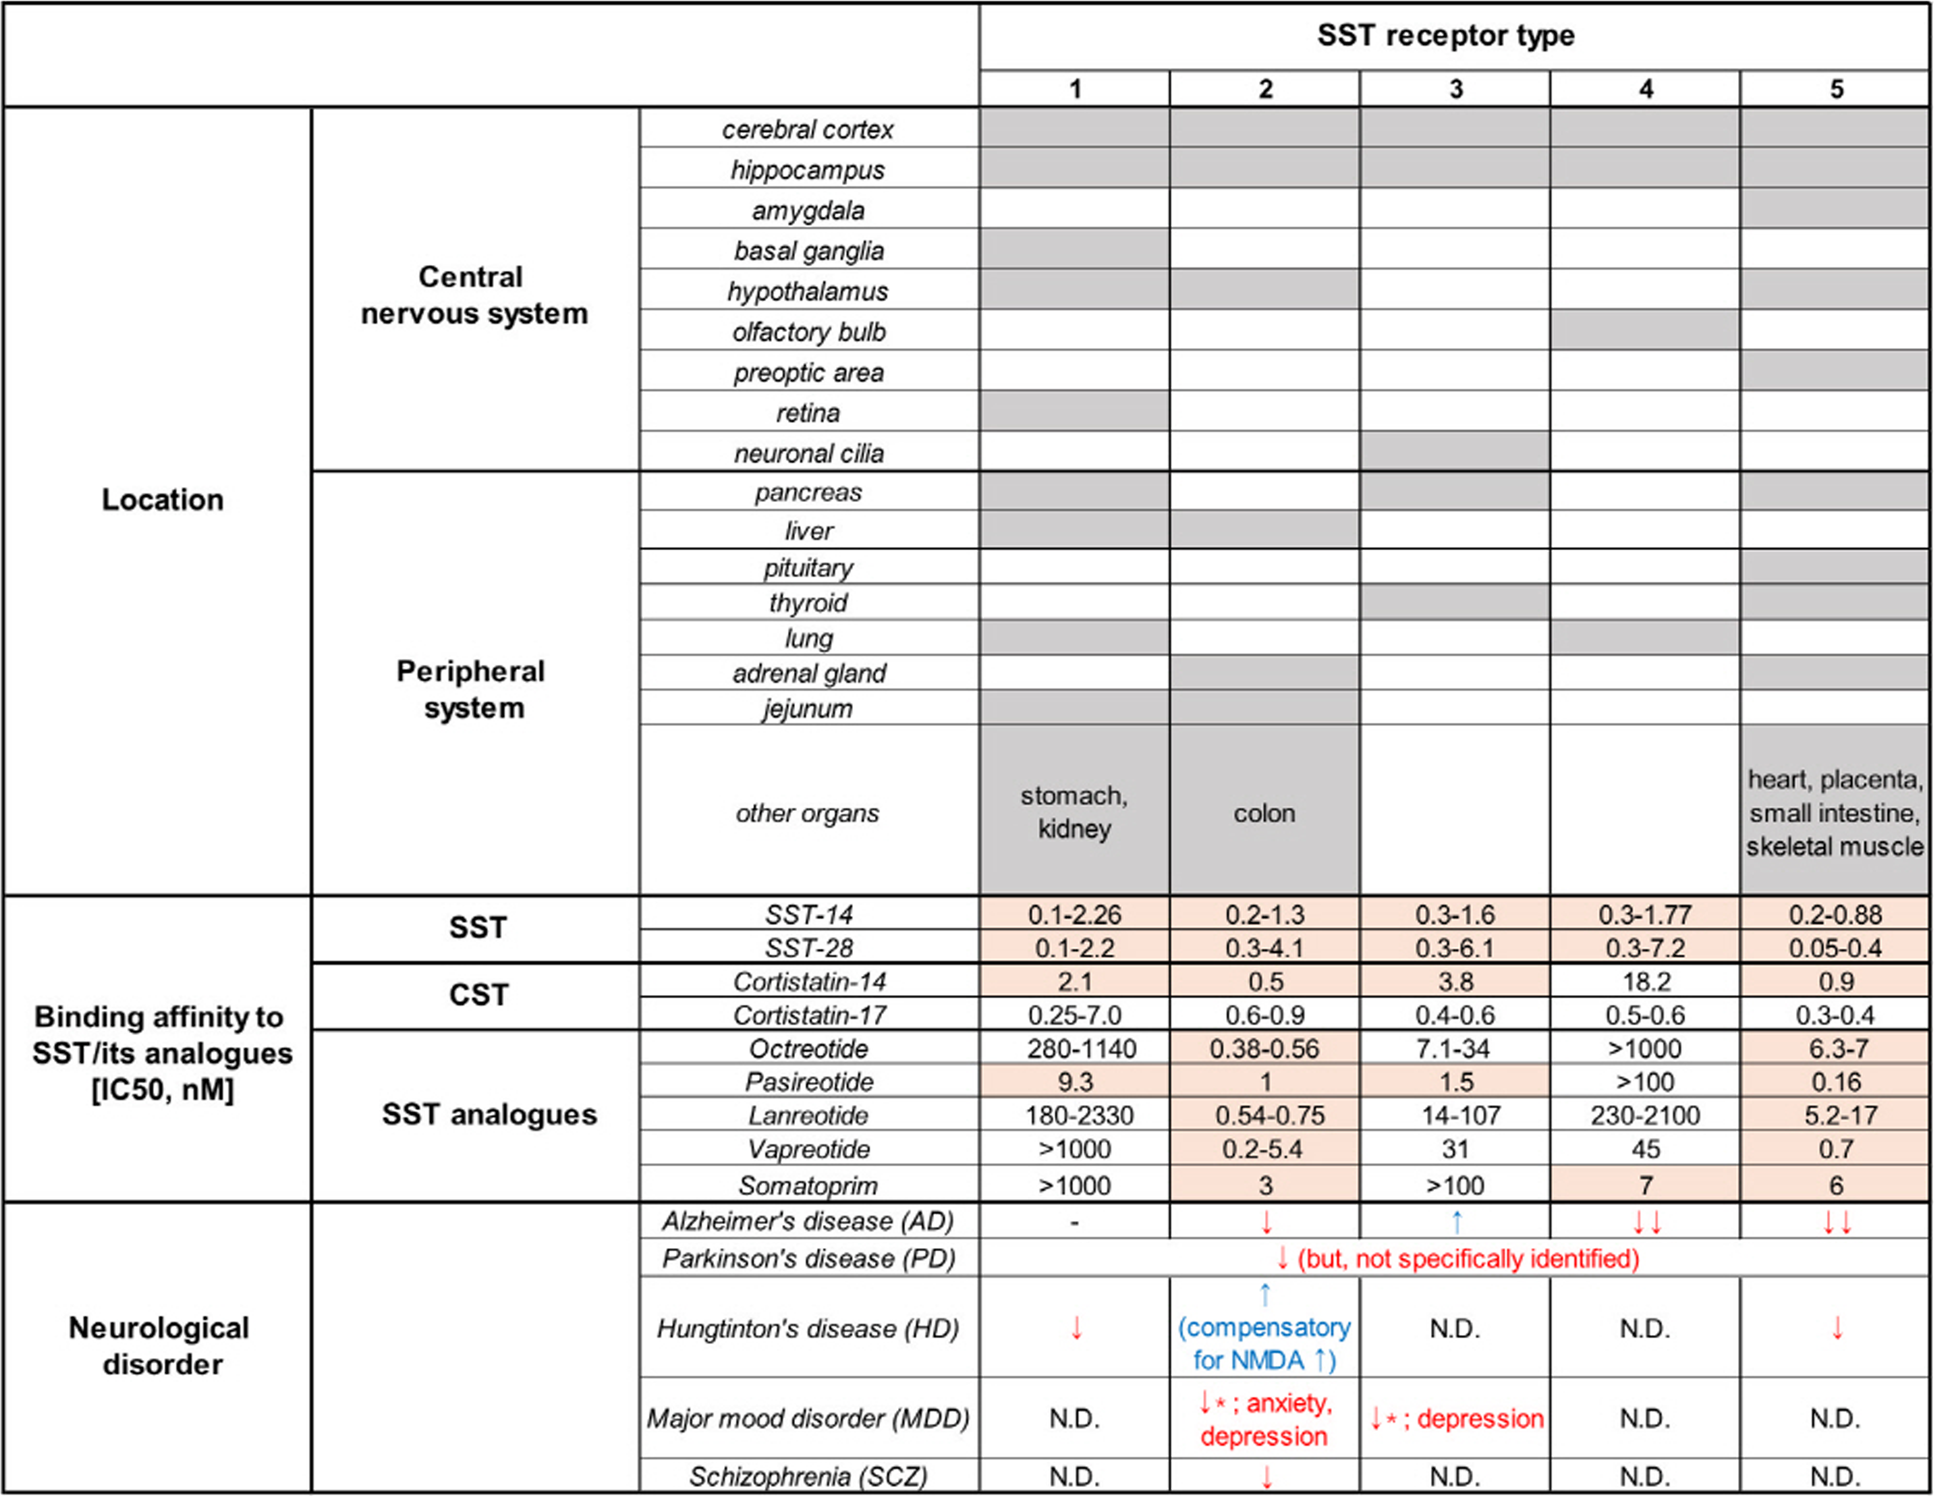 SST receptor type
1 2 3 4 5
Location
Central
nervous system
cerebral cortex
hippocampus
amygdala
basal ganglia
hypothalamus
olfactory bulb
preoptic area
retina
neuronal cilia
Peripheral
system
pancreas
liver
pituitary
thyroid
lung
adrenal gland
jejunum
other organs
stomach,
kidney
colon
heart, placenta,
small intestine,
skeletal muscle
Binding affinity to
SST/its analogues
[IC50, nM]
SST
SST-14 0.1-2.26 0.2-1.3 0.3-1.6 0.3-1.77 0.2-0.88
SST-28 0.1-2.2 0.3-4.1 0.3-6.1 0.3-7.2 0.05-0.4
CST
Cortistatin-14 2.1 0.5 3.8 18.2 0.9
Cortistatin-17 0.25-7.0 0.6-0.9 0.4-0.6 0.5-0.6 0.3-0.4
SST analogues
Octreotide 280-1140 0.38-0.56 7.1-34 >1000 6.3-7
Pasireotide 9.3 1 1.5 >100 0.16
Lanreotide 180-2330 0.54-0.75 14-107 230-2100 5.2-17
Vapreotide >1000 0.2-5.4 31 45 0.7
Somatoprim >1000 3 >100 7 6
Neurological
disorder
Alzheimer's disease (AD) - ↓ ↑ ↓↓ ↓↓
Parkinson's disease (PD) ↓ (but, not specifically identified)
Hungtinton's disease (HD) ↓
↑
(compensatory
for NMDA ↑)
N.D. N.D. ↓
Major mood disorder (MDD) N.D.
↓* ; anxiety,
depression
↓* ; depression N.D. N.D.
Schizophrenia (SCZ) N.D. ↓ N.D. N.D. N.D.